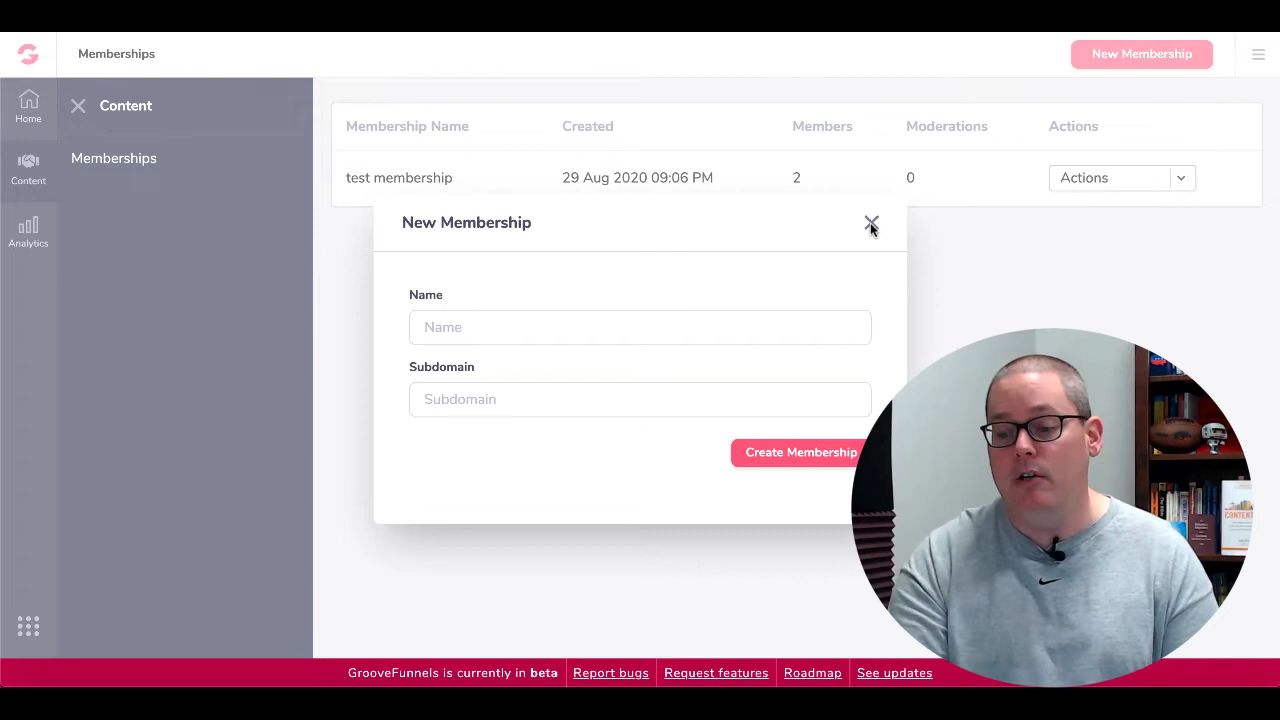 Memberships
New Membership
Home
Content
Analytics
Content
Memberships
Membership Name Created Members Moderations Actions
test membership 29 Aug 2020 09:06 PM 2 0 Actions
New Membership
Name
Name
Subdomain
Subdomain
Create Membership
CONTENT
GrooveFunnels is currently in beta Report bugs Request features Roadmap See updates